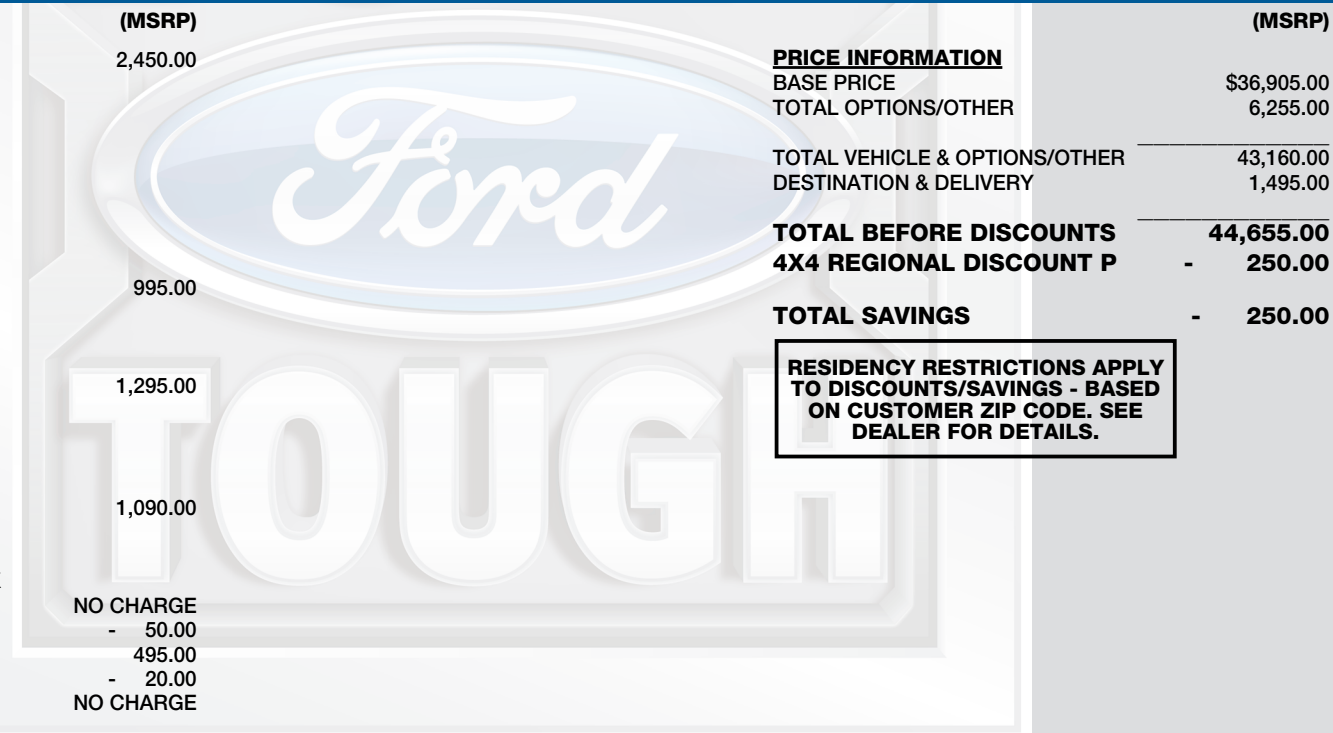 (MSRP)
2,450.00
995.00
1,295.00
1,090.00
NO CHARGE
- 50.00
495.00
- 20.00
NO CHARGE
Ford
TOUGH
(MSRP)
PRICE INFORMATION
BASE PRICE $36,905.00
TOTAL OPTIONS/OTHER 6,255.00
TOTAL VEHICLE & OPTIONS/OTHER 43,160.00
DESTINATION & DELIVERY 1,495.00
TOTAL BEFORE DISCOUNTS 44,655.00
4X4 REGIONAL DISCOUNT P - 250.00
TOTAL SAVINGS - 250.00
RESIDENCY RESTRICTIONS APPLY
TO DISCOUNTS/SAVINGS - BASED
ON CUSTOMER ZIP CODE. SEE
DEALER FOR DETAILS.